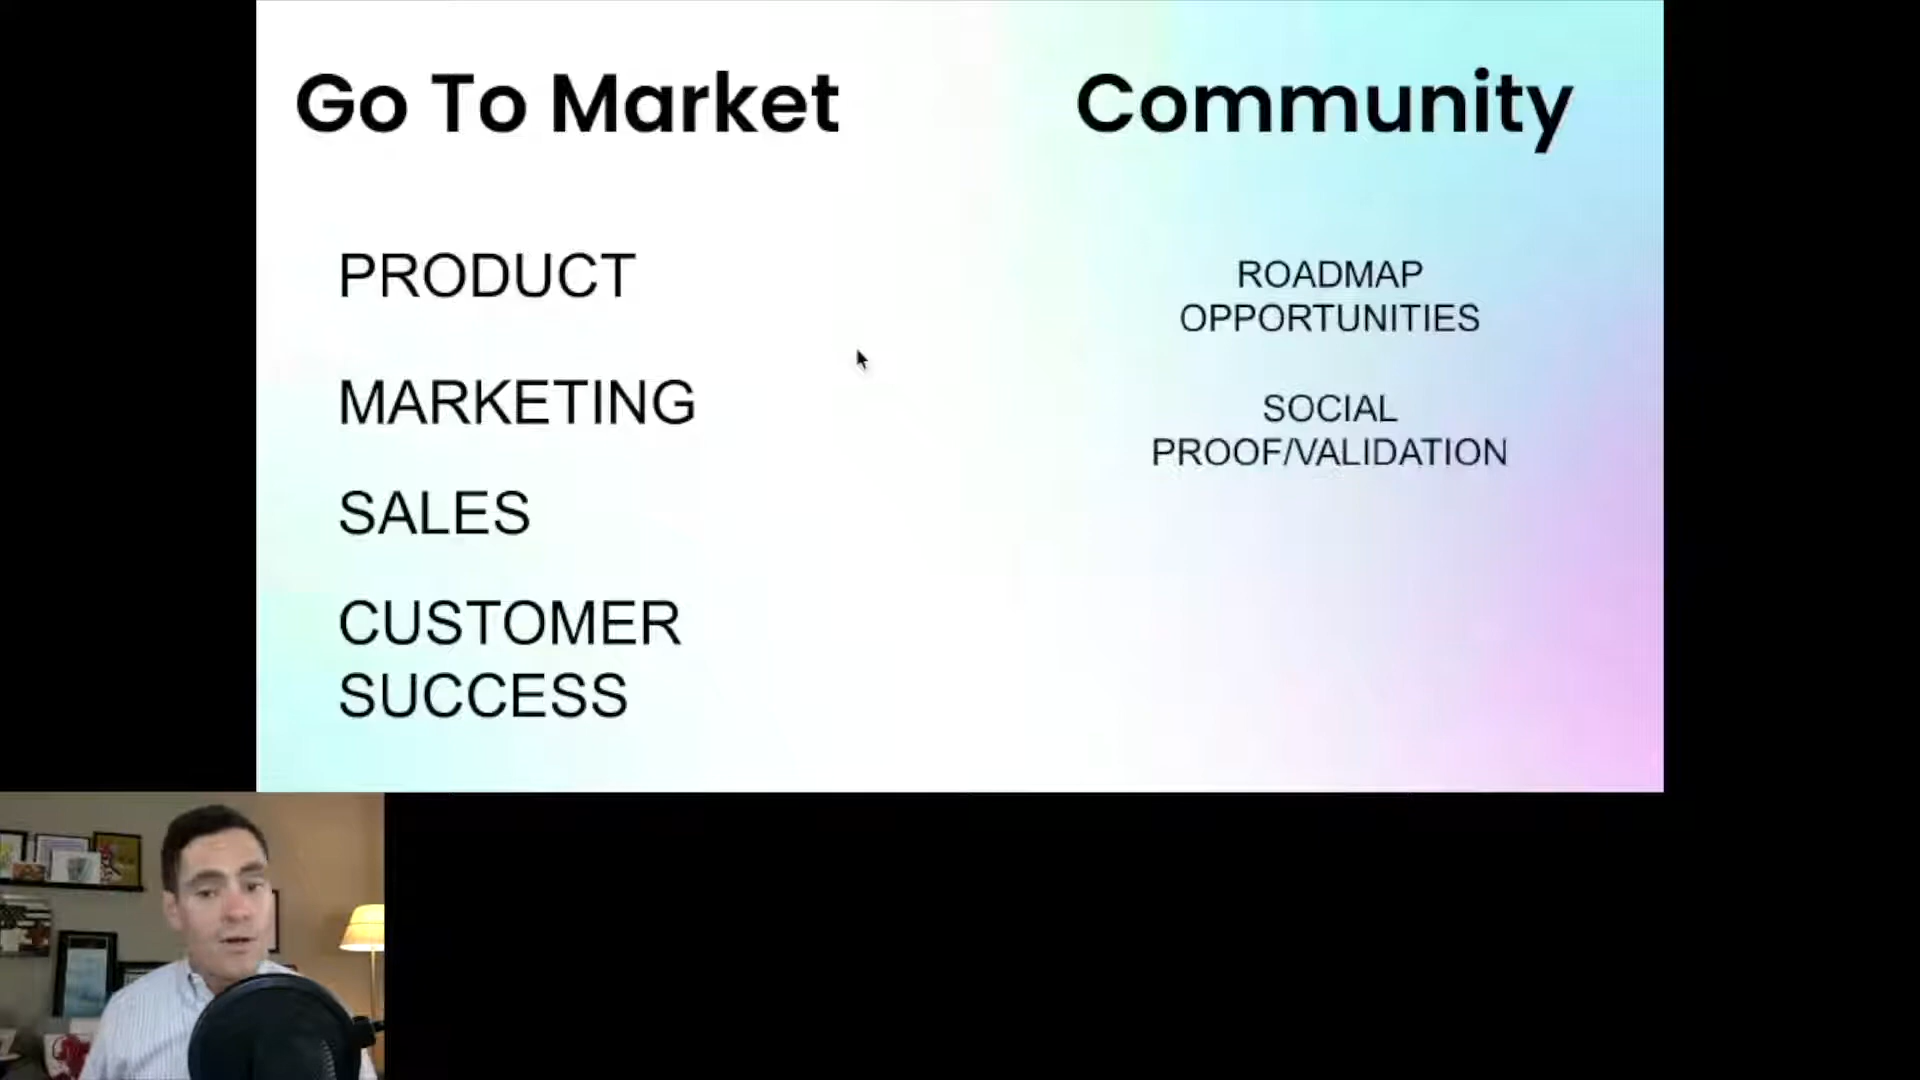 Go To Market
Community
PRODUCT
ROADMAP
OPPORTUNITIES
MARKETING
SOCIAL
PROOF/VALIDATION
SALES
CUSTOMER
SUCCESS